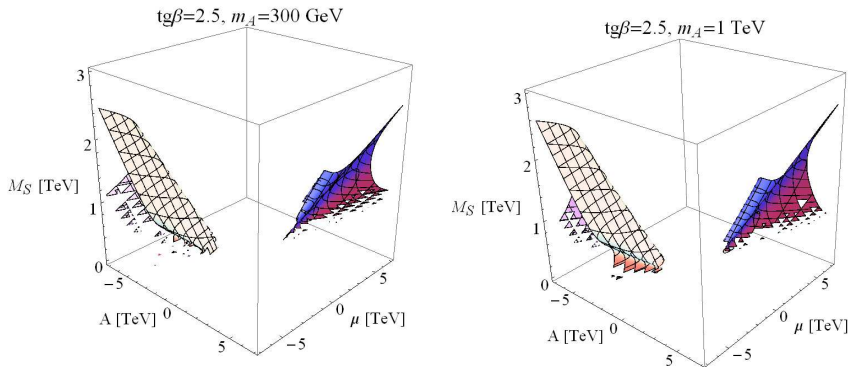 tgβ=2.5, m_A=300 GeV
3
2
M_S [TeV]
1
0
−5
A [TeV]
0
5
−5
0
μ [TeV]
5
tgβ=2.5, m_A=1 TeV
3
2
M_S [TeV]
1
0
−5
A [TeV]
0
5
−5
0
μ [TeV]
5